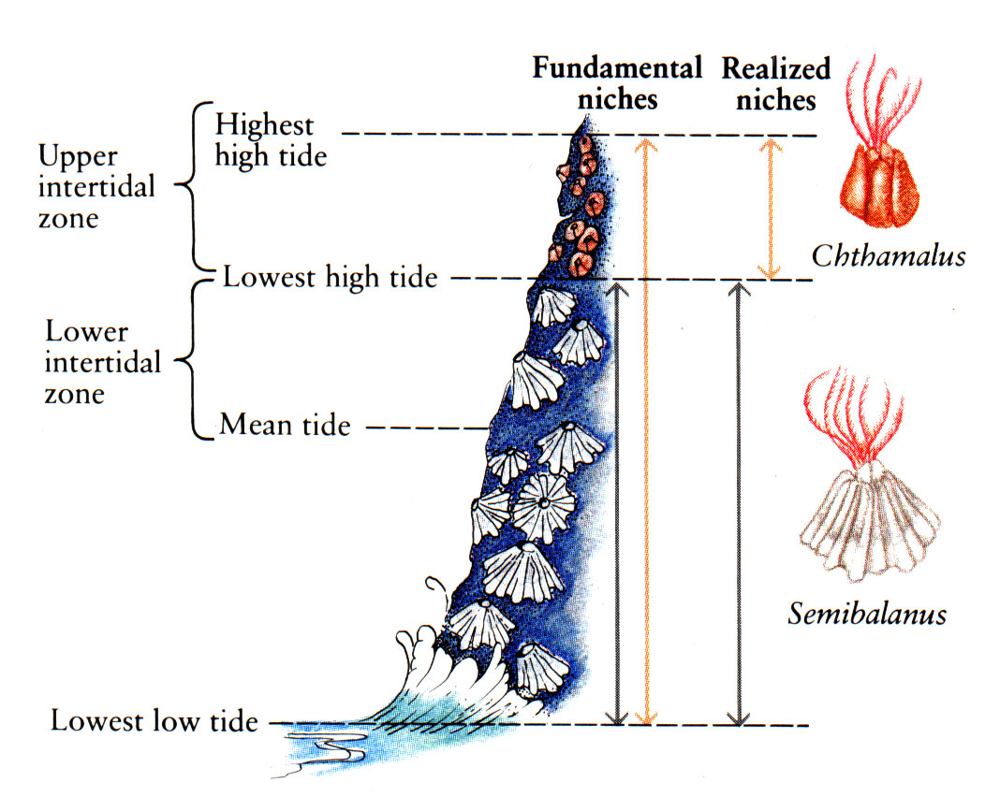 Fundamental
niches
Realized
niches
Highest
high tide
Upper
intertidal
zone
Chthamalus
Lowest high tide
Lower
intertidal
zone
Mean tide
Semibalanus
Lowest low tide